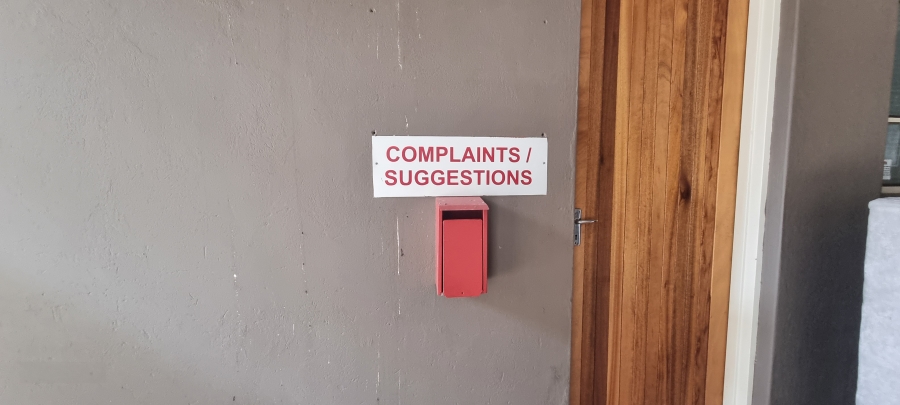 COMPLAINTS /
SUGGESTIONS